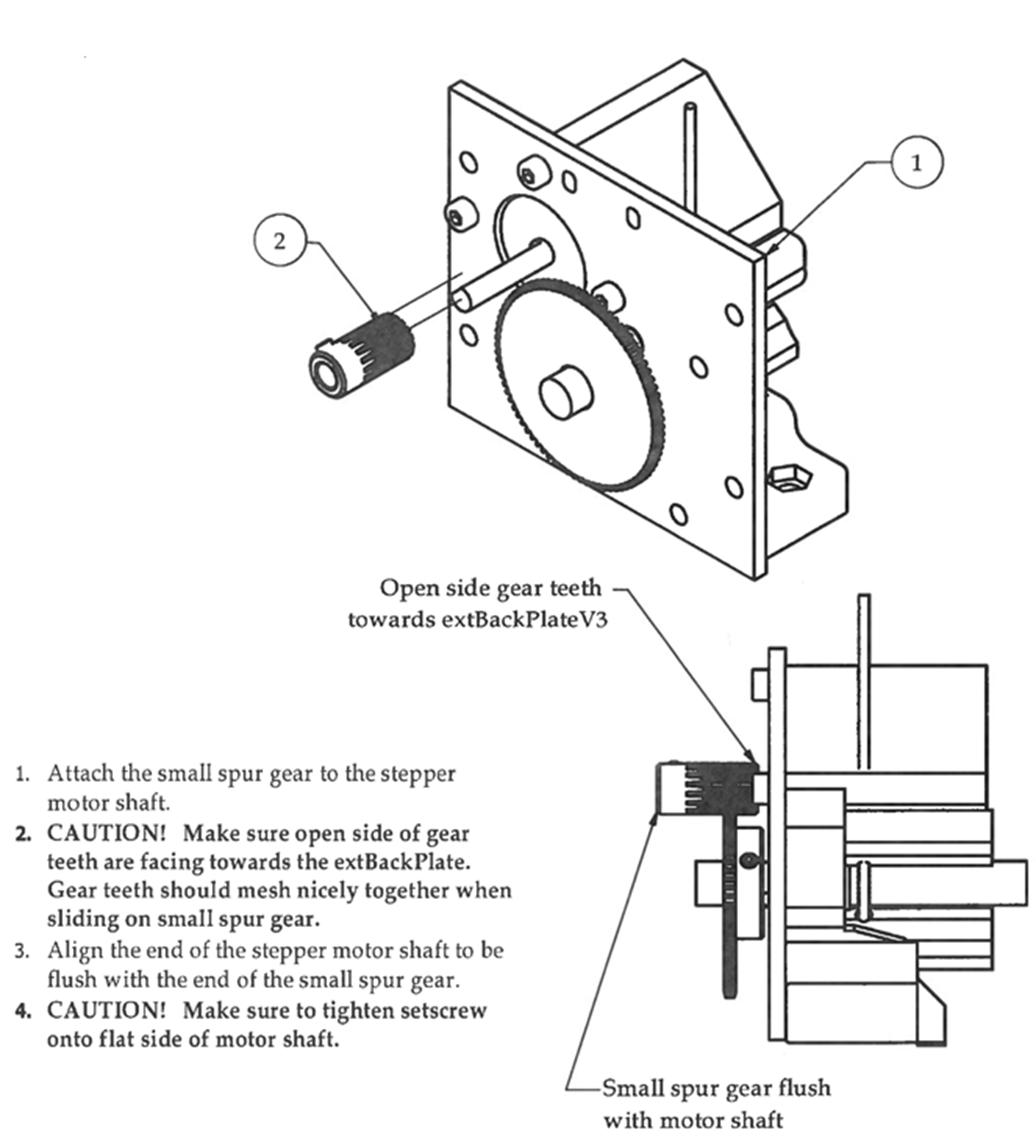 1
2
Open side gear teeth
towards extBackPlateV3
1. Attach the small spur gear to the stepper
motor shaft.
2. CAUTION! Make sure open side of gear
teeth are facing towards the extBackPlate.
Gear teeth should mesh nicely together when
sliding on small spur gear.
3. Align the end of the stepper motor shaft to be
flush with the end of the small spur gear.
4. CAUTION! Make sure to tighten setscrew
onto flat side of motor shaft.
Small spur gear flush
with motor shaft